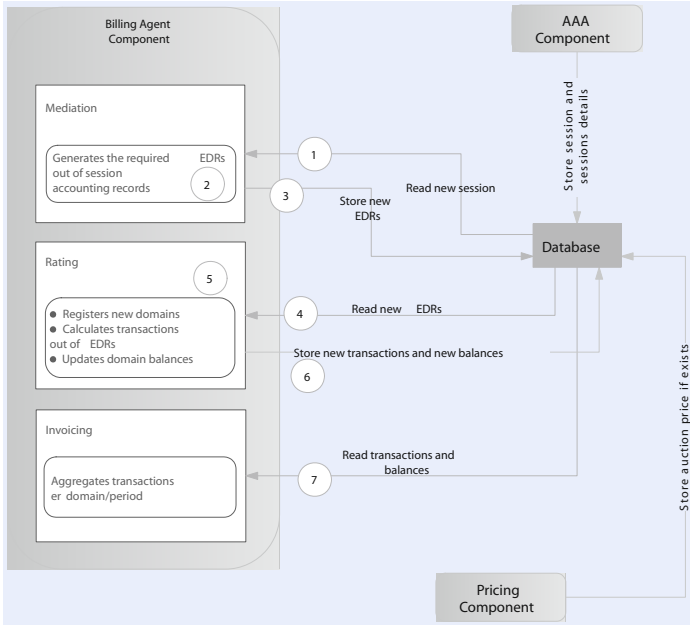 Billing Agent
Component
AAA
Component
Mediation
Generates the required EDRs
out of session
accounting records
2
1
3
Read new session
Store new
EDRs
Store session and
sessions details
Database
Rating
5
● Registers new domains
● Calculates transactions
out of EDRs
● Updates domain balances
4
Read new EDRs
Store new transactions and new balances
6
Store auction price if exists
Invoicing
Aggregates transactions
er domain/period
Read transactions and
balances
7
Pricing
Component